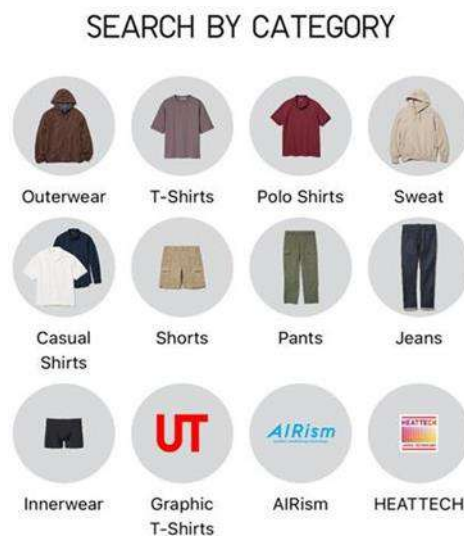 SEARCH BY CATEGORY
Outerwear
T-Shirts
Polo Shirts
Sweat
Casual
Shirts
Shorts
Pants
Jeans
UT
AIRism
HEATTECH
Innerwear
Graphic
T-Shirts
AIRism
HEATTECH